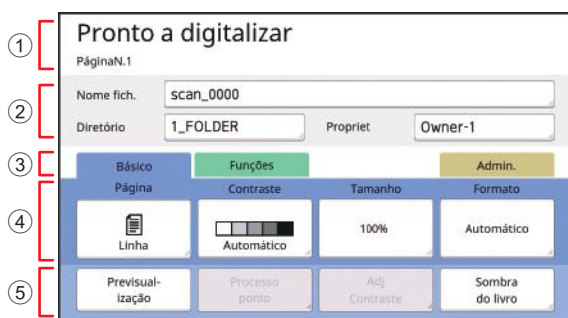 ① Pronto a digitalizar
PáginaN.1
② Nome fich. scan_0000
Diretório 1_FOLDER Propriet Owner-1
③ Básico Funções Admin.
④ Página Contraste Tamanho Formato
Linha Automático 100% Automático
⑤ Previsual- Processo Adj Sombra
ização ponto Contraste do livro